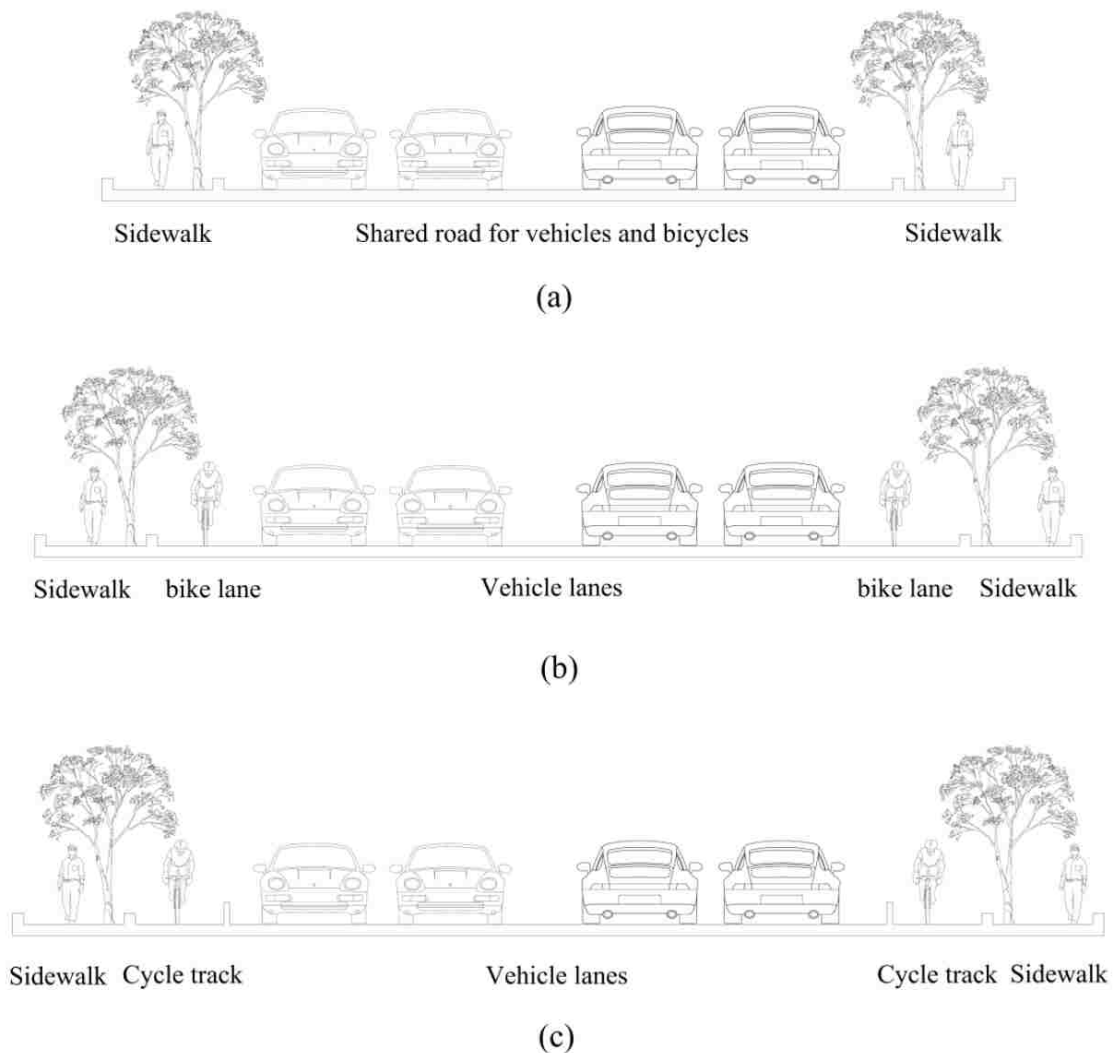 Sidewalk Shared road for vehicles and bicycles Sidewalk
(a)
Sidewalk bike lane Vehicle lanes bike lane Sidewalk
(b)
Sidewalk Cycle track Vehicle lanes Cycle track Sidewalk
(c)